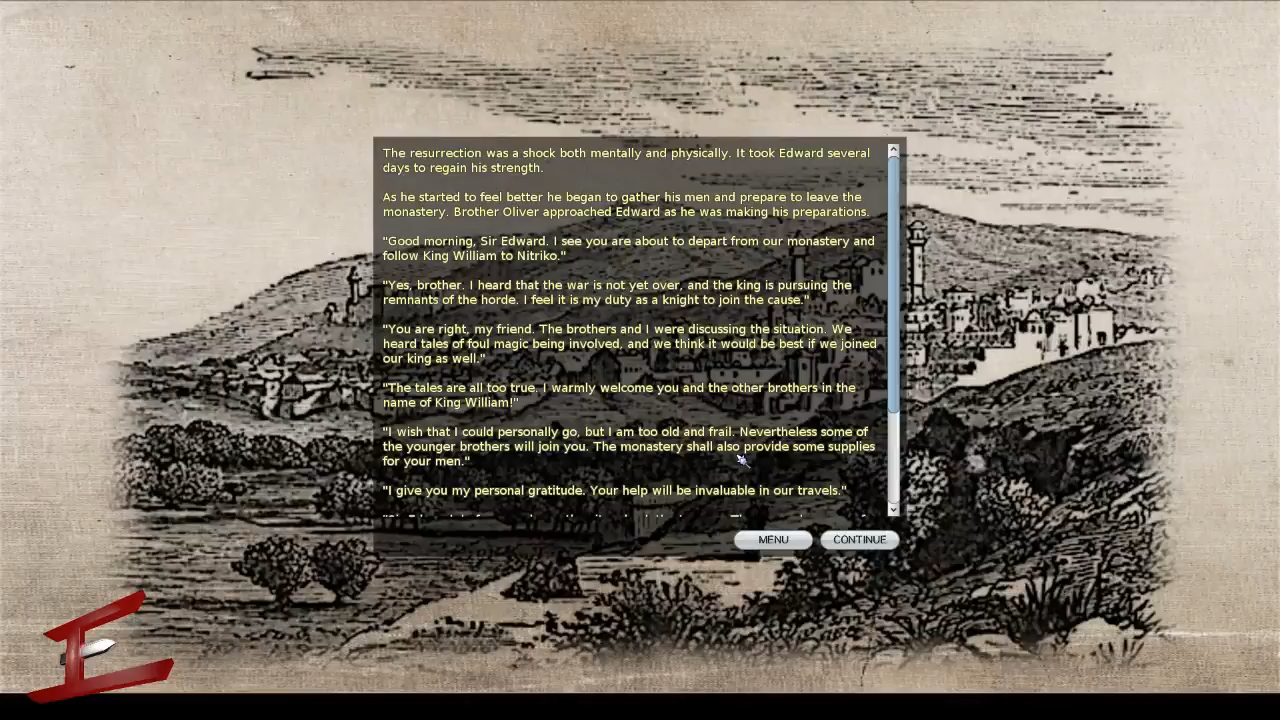 The resurrection was a shock both mentally and physically. It took Edward several
days to regain his strength.
As he started to feel better he began to gather his men and prepare to leave the
monastery. Brother Oliver approached Edward as he was making his preparations.
"Good morning, Sir Edward. I see you are about to depart from our monastery and
follow King William to Nitriko."
"Yes, brother. I heard that the war is not yet over, and the king is pursuing the
remnants of the horde. I feel it is my duty as a knight to join the cause."
"You are right, my friend. The brothers and I were discussing the situation. We
heard tales of foul magic being involved, and we think it would be best if we joined
our king as well."
"The tales are all too true. I warmly welcome you and the other brothers in the
name of King William!"
"I wish that I could personally go, but I am too old and frail. Nevertheless some of
the younger brothers will join you. The monastery shall also provide some supplies
for your men."
"I give you my personal gratitude. Your help will be invaluable in our travels."
MENU
CONTINUE